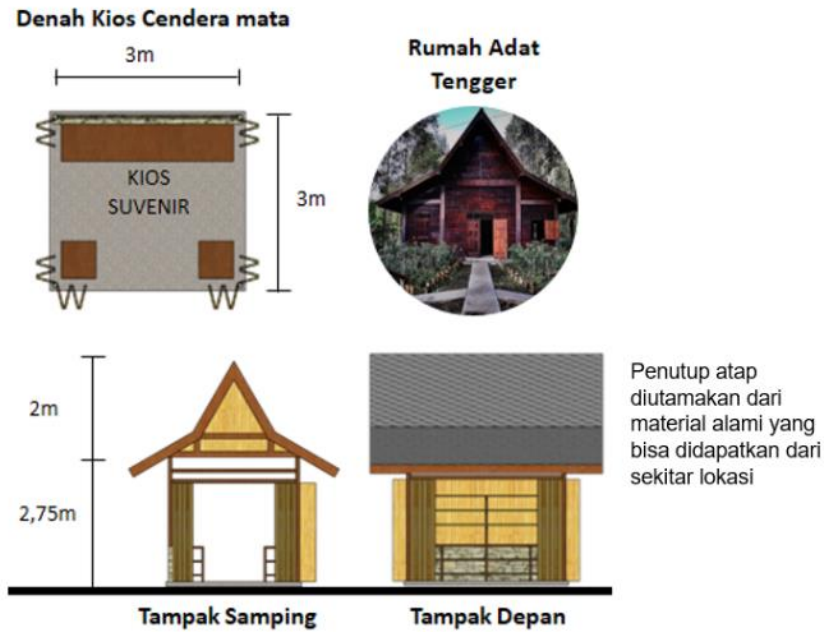 Denah Kios Cendera mata
3m
Rumah Adat
Tengger
KIOS
SUVENIR
3m
2m
2,75m
Penutup atap
diutamakan dari
material alami yang
bisa didapatkan dari
sekitar lokasi
Tampak Samping
Tampak Depan